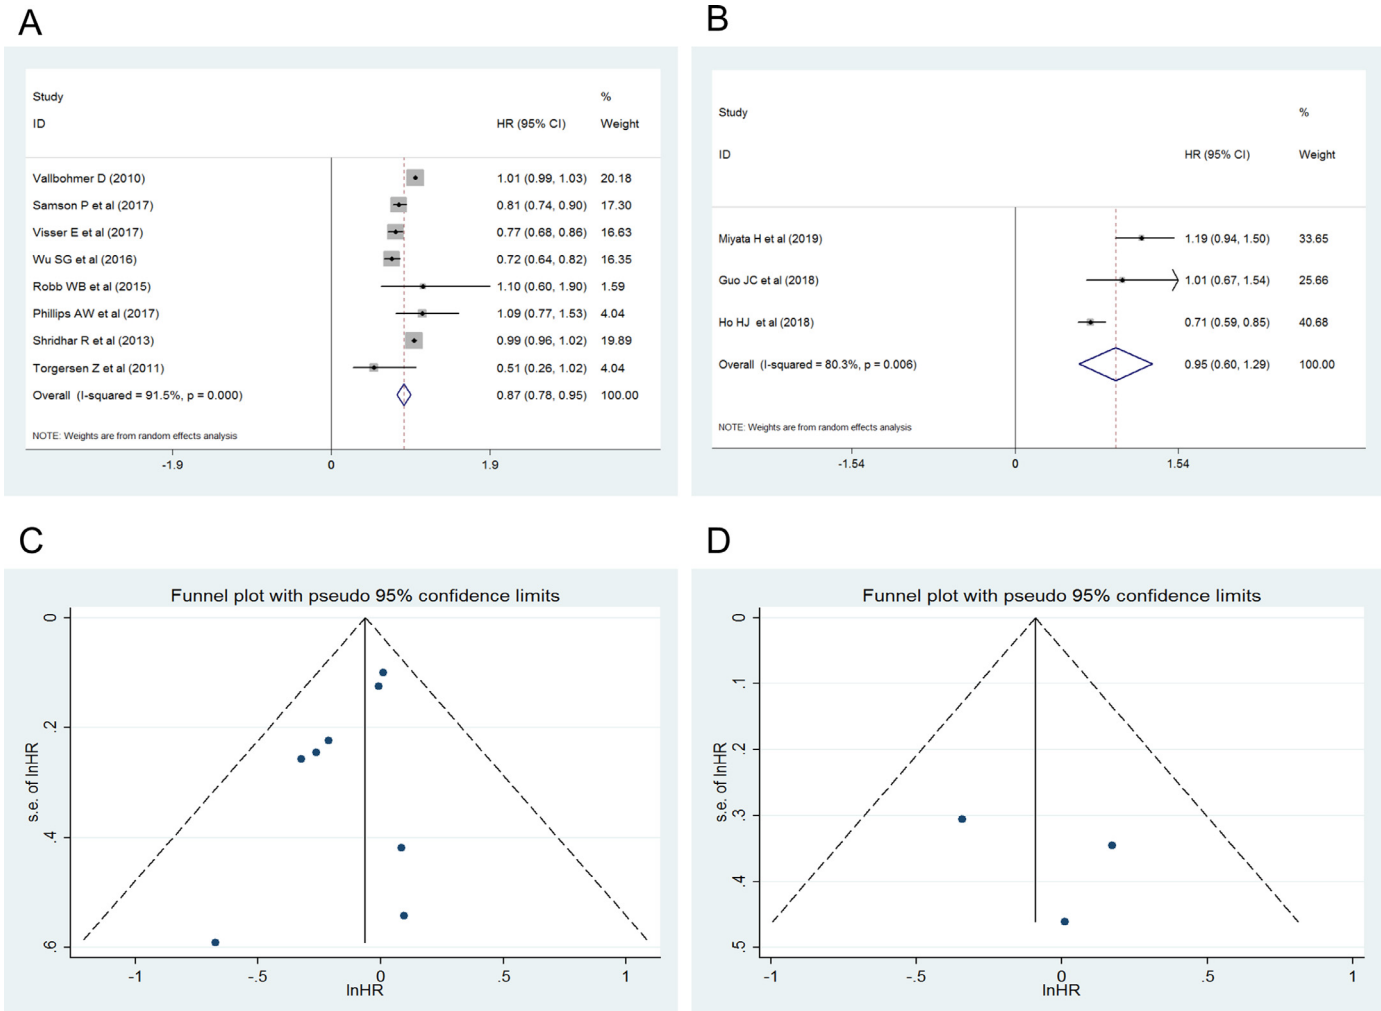 A
Study %
ID HR (95% CI) Weight
Vallbohmer D (2010) 1.01 (0.99, 1.03) 20.18
Samson P et al (2017) 0.81 (0.74, 0.90) 17.30
Visser E et al (2017) 0.77 (0.68, 0.86) 16.63
Wu SG et al (2016) 0.72 (0.64, 0.82) 16.35
Robb WB et al (2015) 1.10 (0.60, 1.90) 1.59
Phillips AW et al (2017) 1.09 (0.77, 1.53) 4.04
Shridhar R et al (2013) 0.99 (0.96, 1.02) 19.89
Torgersen Z et al (2011) 0.51 (0.26, 1.02) 4.04
Overall (I-squared = 91.5%, p = 0.000) 0.87 (0.78, 0.95) 100.00
NOTE: Weights are from random effects analysis
-1.9 0 1.9
B
Study %
ID HR (95% CI) Weight
Miyata H et al (2019) 1.19 (0.94, 1.50) 33.65
Guo JC et al (2018) 1.01 (0.67, 1.54) 25.66
Ho HJ et al (2018) 0.71 (0.59, 0.85) 40.68
Overall (I-squared = 80.3%, p = 0.006) 0.95 (0.60, 1.29) 100.00
NOTE: Weights are from random effects analysis
-1.54 0 1.54
C
Funnel plot with pseudo 95% confidence limits
s.e. of lnHR
0
.2
.4
.6
-1 -.5 0 .5 1
lnHR
D
Funnel plot with pseudo 95% confidence limits
s.e. of lnHR
0
.1
.2
.3
.4
.5
-1 -.5 0 .5 1
lnHR